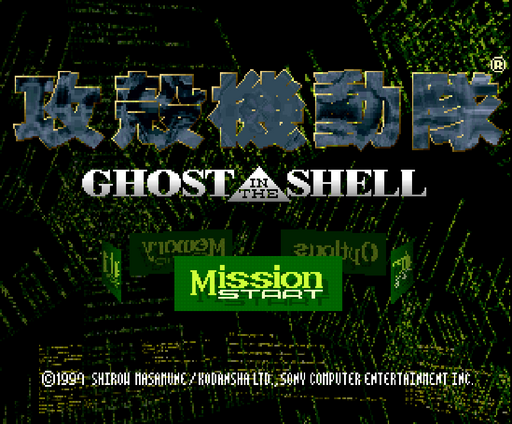 攻殻機動隊®
GHOST IN THE SHELL
Memory
Options
Mission
START
©1997 SHIROW MASAMUNE/KODANSHA LTD., SONY COMPUTER ENTERTAINMENT INC.